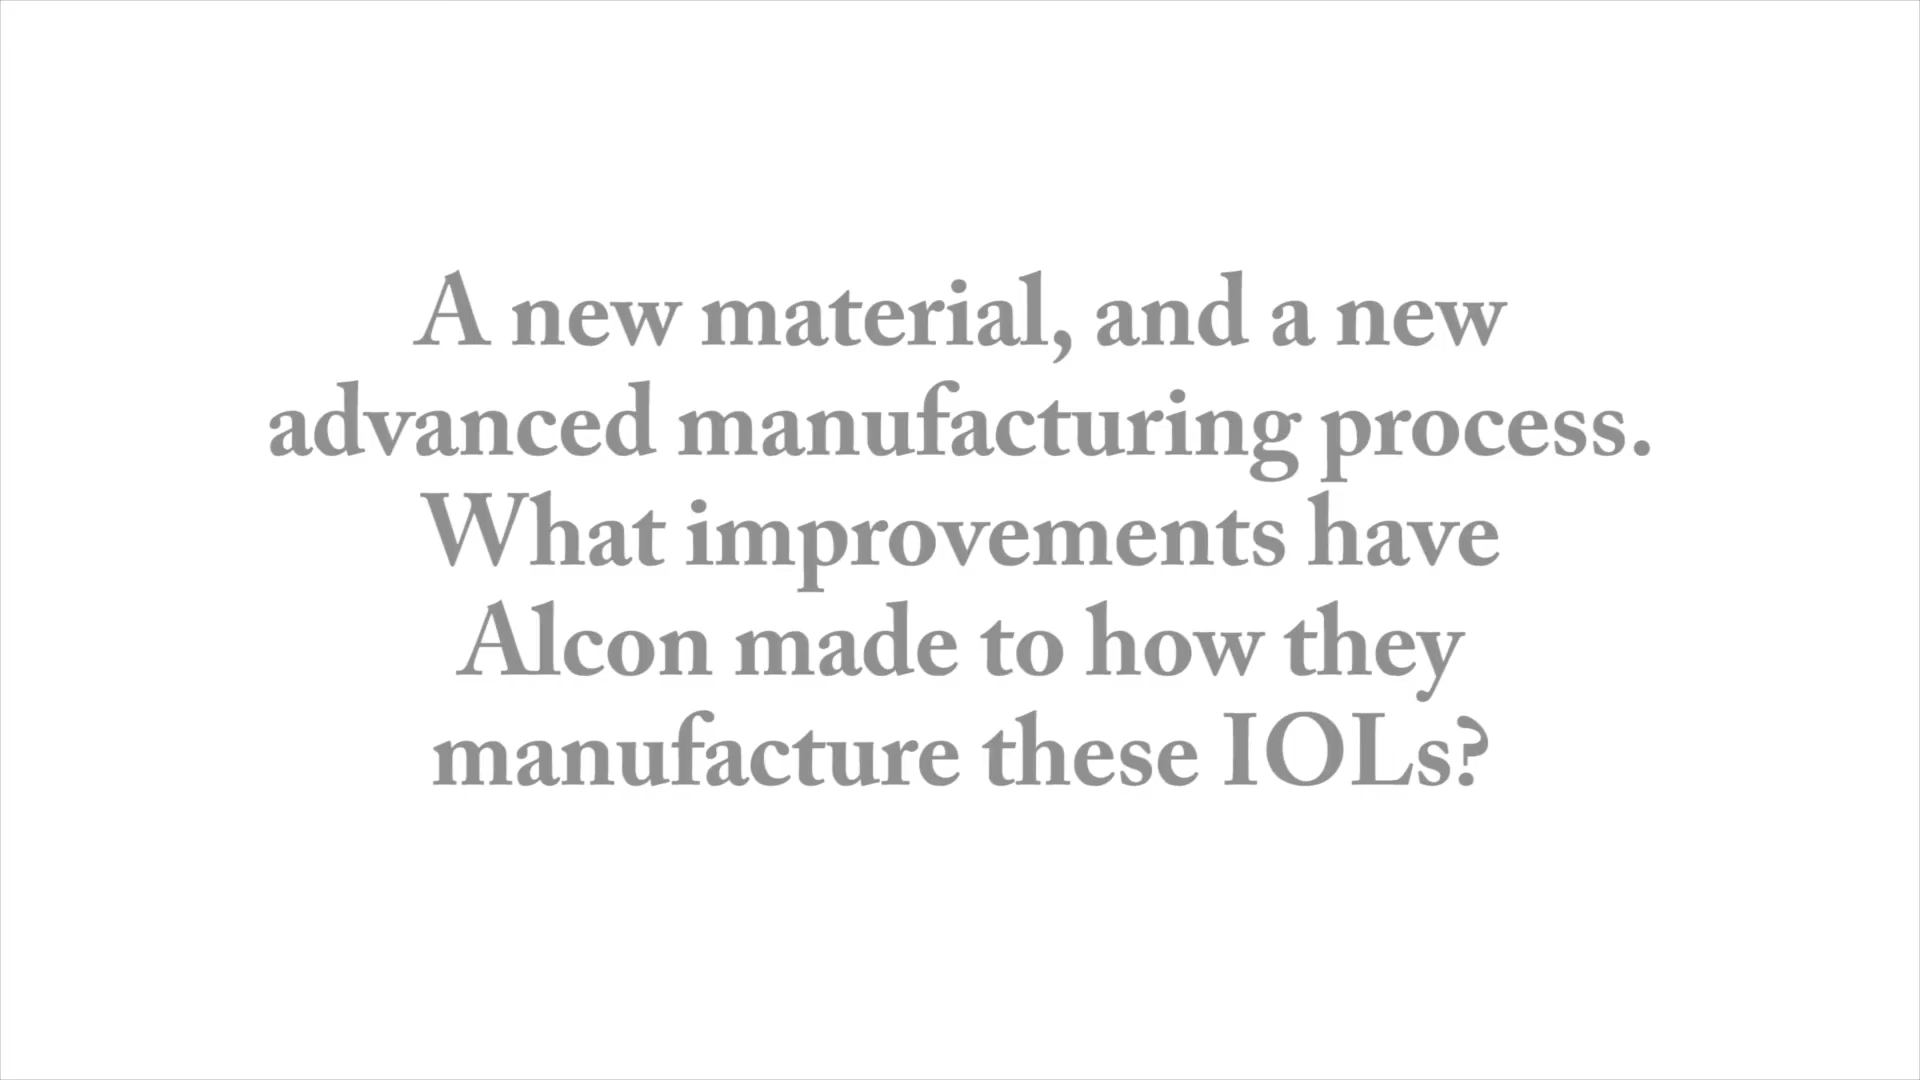 A new material, and a new
advanced manufacturing process.
What improvements have
Alcon made to how they
manufacture these IOLs?